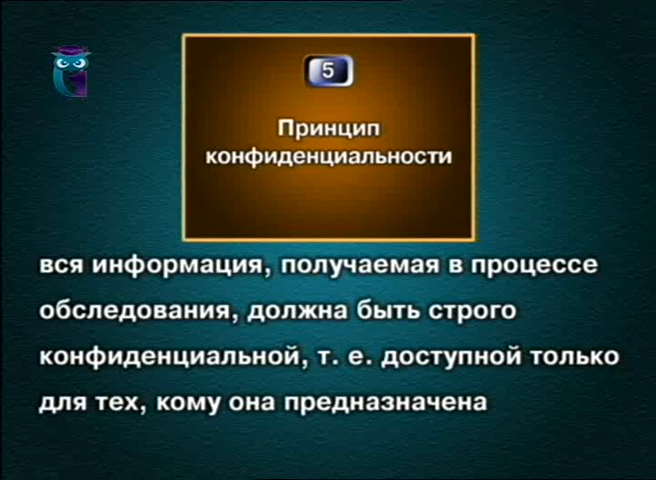 5
Принцип
конфиденциальности
вся информация, получаемая в процессе
обследования, должна быть строго
конфиденциальной, т. е. доступной только
для тех, кому она предназначена